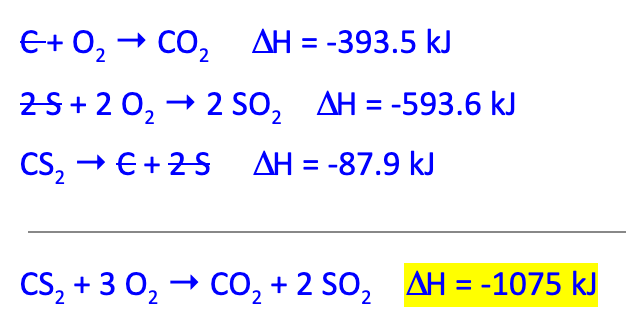 C + O₂ → CO₂ ΔH = -393.5 kJ
2 S + 2 O₂ → 2 SO₂ ΔH = -593.6 kJ
CS₂ → C + 2 S ΔH = -87.9 kJ
CS₂ + 3 O₂ → CO₂ + 2 SO₂ ΔH = -1075 kJ